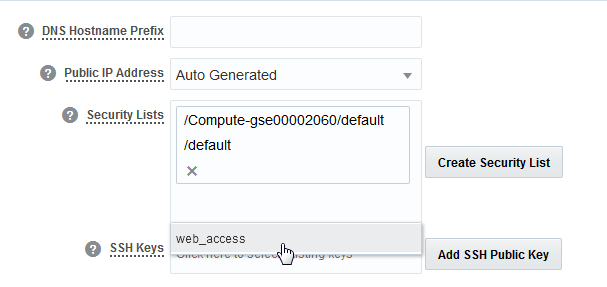 DNS Hostname Prefix
Public IP Address
Auto Generated
Security Lists
/Compute-gse00002060/default
/default
Create Security List
web_access
SSH Keys
Click here to select existing keys
Add SSH Public Key